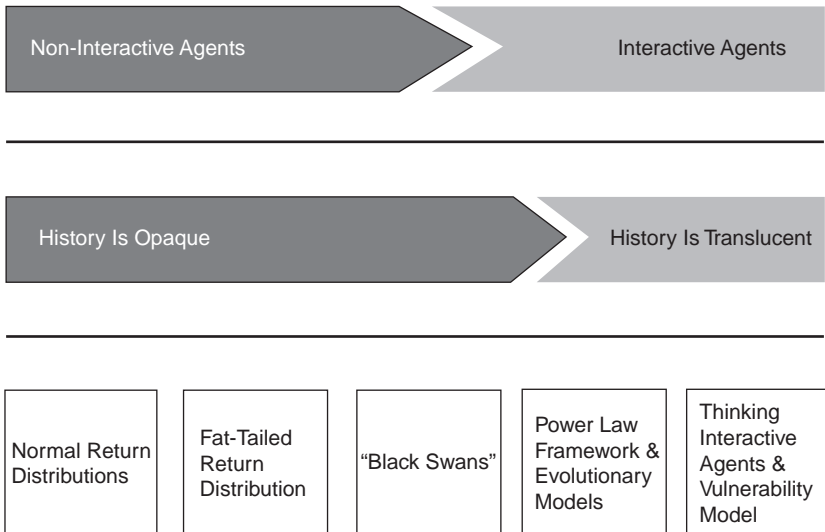 Non-Interactive Agents
Interactive Agents
History Is Opaque
History Is Translucent
Normal Return
Distributions
Fat-Tailed
Return
Distribution
“Black Swans”
Power Law
Framework &
Evolutionary
Models
Thinking
Interactive
Agents &
Vulnerability
Model